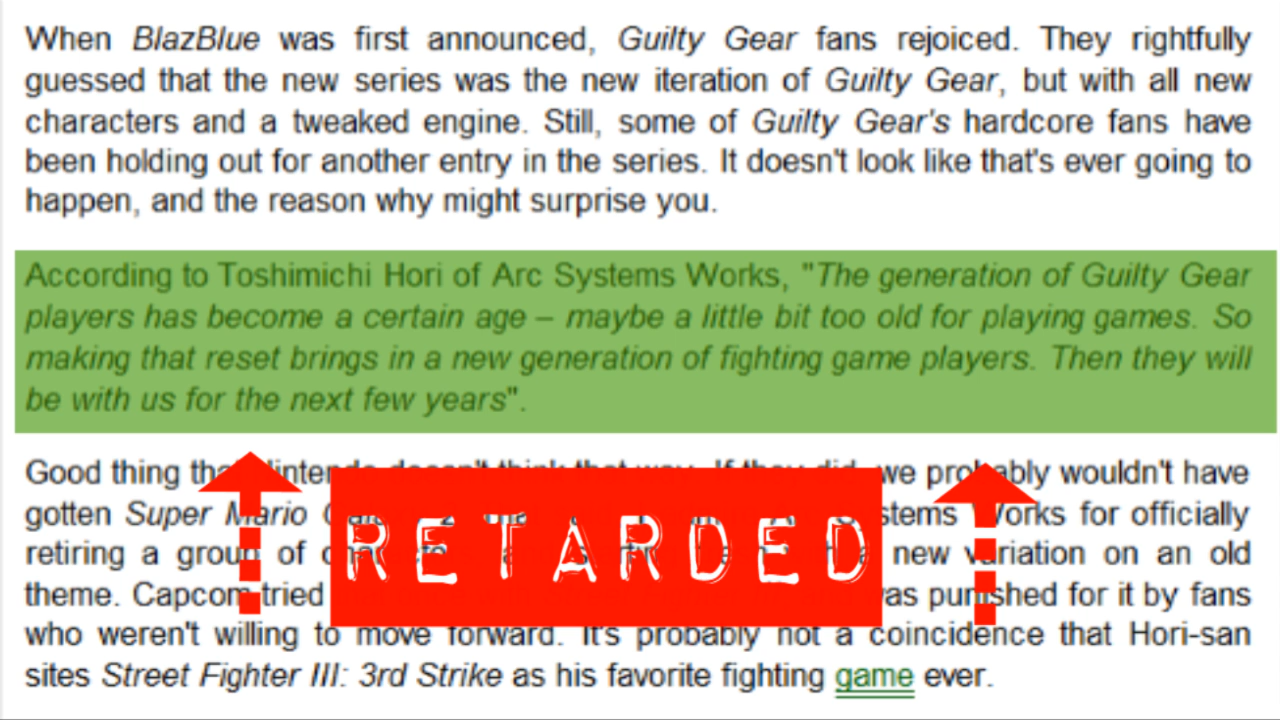 When BlazBlue was first announced, Guilty Gear fans rejoiced. They rightfully
guessed that the new series was the new iteration of Guilty Gear, but with all new
characters and a tweaked engine. Still, some of Guilty Gear's hardcore fans have
been holding out for another entry in the series. It doesn't look like that's ever going to
happen, and the reason why might surprise you.
According to Toshimichi Hori of Arc Systems Works, "The generation of Guilty Gear
players has become a certain age – maybe a little bit too old for playing games. So
making that reset brings in a new generation of fighting game players. Then they will
be with us for the next few years".
Good thing we probably wouldn't have
gotten Super Mario Works for officially
retiring a group of new variation on an old
RETARDED
theme. Capcom tried was punished for it by fans
who weren't willing to move forward. It's probably not a coincidence that Hori-san
sites Street Fighter III: 3rd Strike as his favorite fighting game ever.